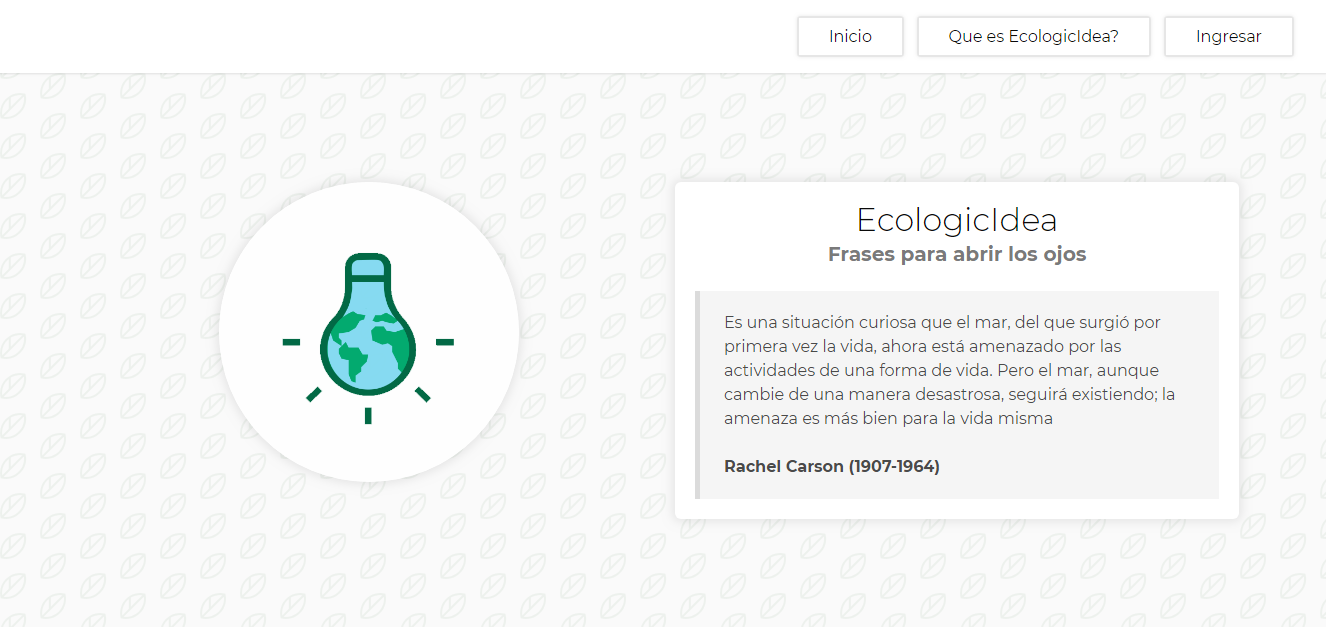 Inicio
Que es EcologicIdea?
Ingresar
EcologicIdea
Frases para abrir los ojos
Es una situación curiosa que el mar, del que surgió por
primera vez la vida, ahora está amenazado por las
actividades de una forma de vida. Pero el mar, aunque
cambie de una manera desastrosa, seguirá existiendo; la
amenaza es más bien para la vida misma
Rachel Carson (1907-1964)